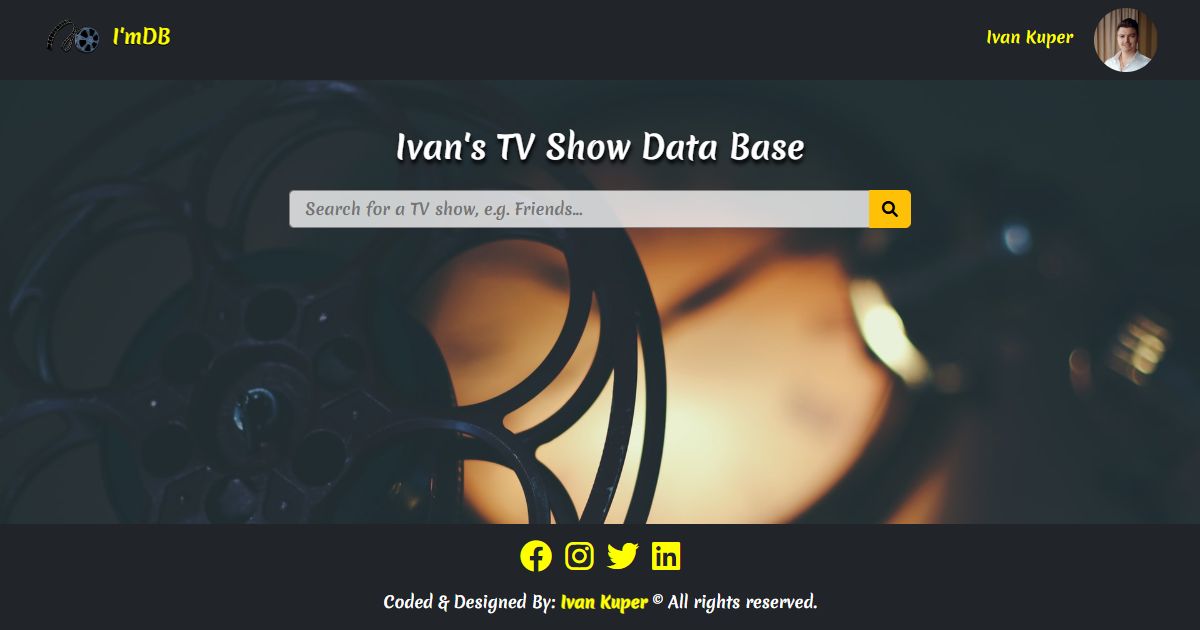 I'mDB
Ivan Kuper
Ivan's TV Show Data Base
Search for a TV show, e.g. Friends...
Coded & Designed By: Ivan Kuper © All rights reserved.